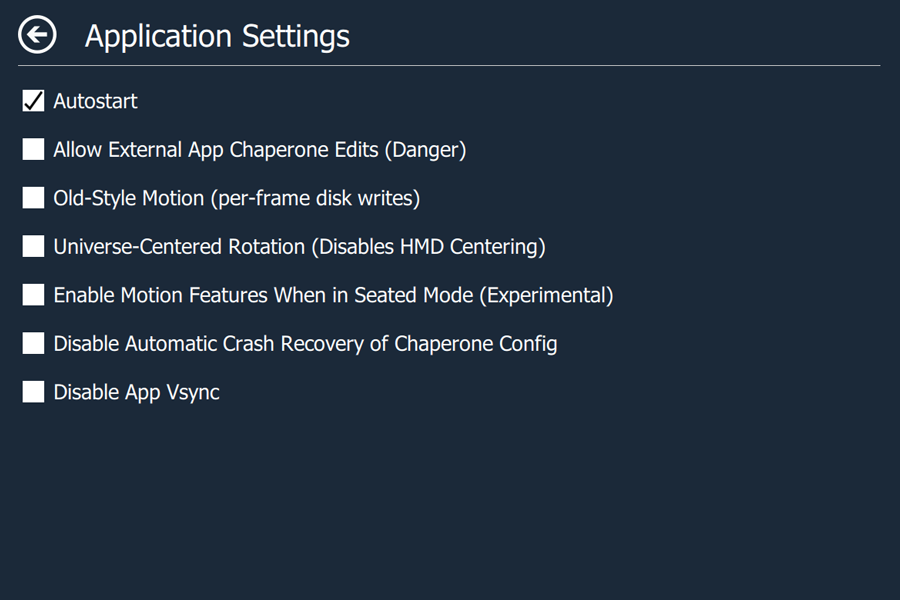 Application Settings
Autostart
Allow External App Chaperone Edits (Danger)
Old-Style Motion (per-frame disk writes)
Universe-Centered Rotation (Disables HMD Centering)
Enable Motion Features When in Seated Mode (Experimental)
Disable Automatic Crash Recovery of Chaperone Config
Disable App Vsync